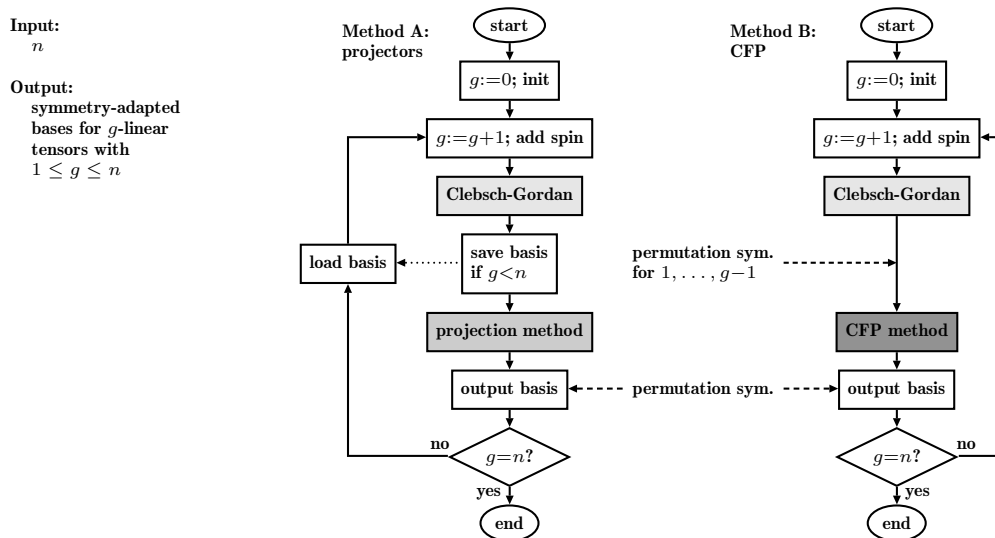 Input:
n
Output:
symmetry-adapted
bases for g-linear
tensors with
1 ≤ g ≤ n
Method A:
projectors
start
g:=0; init
g:=g+1; add spin
Clebsch-Gordan
save basis
if g<n
load basis
projection method
output basis
g=n?
no
yes
end
permutation sym.
for 1, . . . , g−1
permutation sym.
Method B:
CFP
start
g:=0; init
g:=g+1; add spin
Clebsch-Gordan
CFP method
output basis
g=n?
no
yes
end